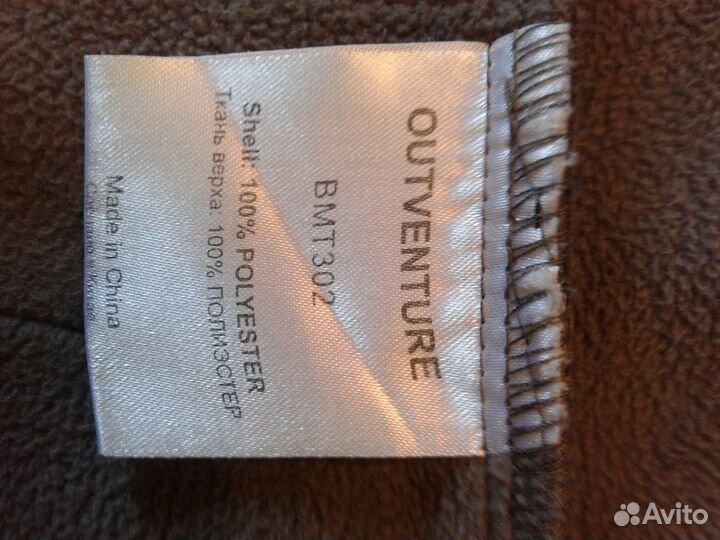 OUTVENTURE
BMT302
Shell: 100% POLYESTER
Ткань верха: 100% ПОЛИЭСТЕР
Made in China
Avito